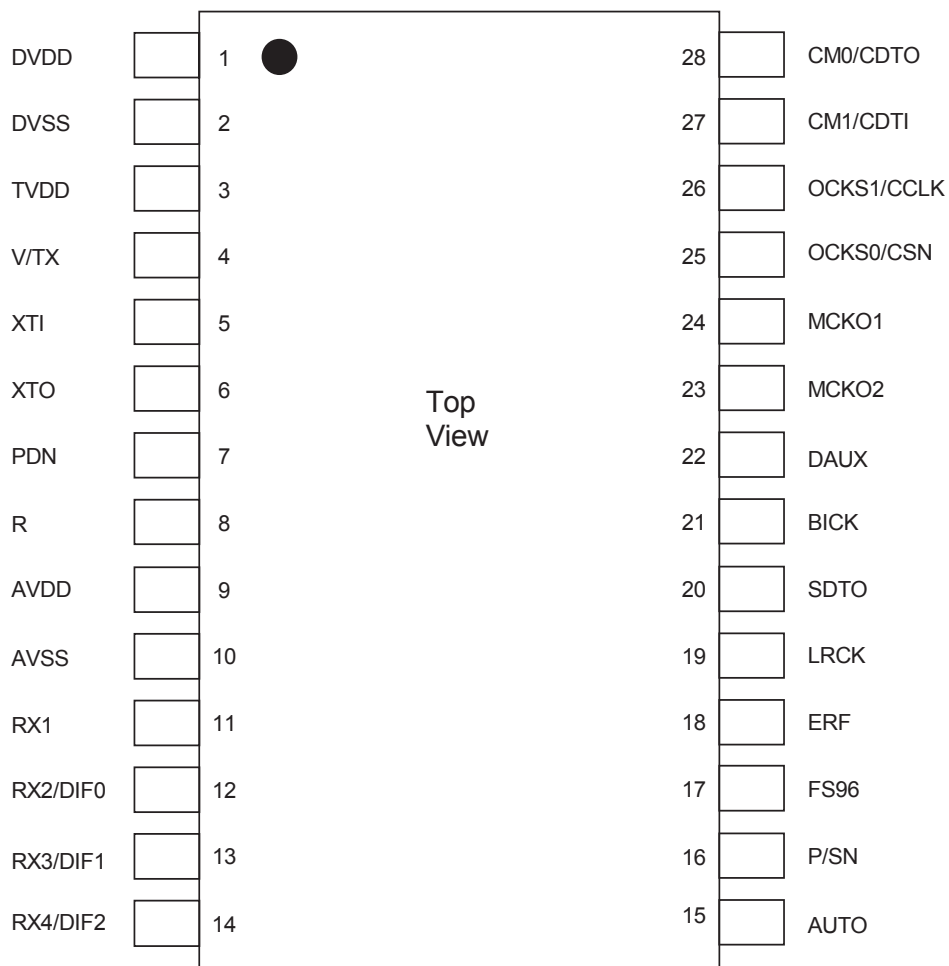 DVDD 1 28 CM0/CDTO
DVSS 2 27 CM1/CDTI
TVDD 3 26 OCKS1/CCLK
V/TX 4 25 OCKS0/CSN
XTI 5 24 MCKO1
XTO 6 23 MCKO2
Top
View
PDN 7 22 DAUX
R 8 21 BICK
AVDD 9 20 SDTO
AVSS 10 19 LRCK
RX1 11 18 ERF
RX2/DIF0 12 17 FS96
RX3/DIF1 13 16 P/SN
RX4/DIF2 14 15 AUTO